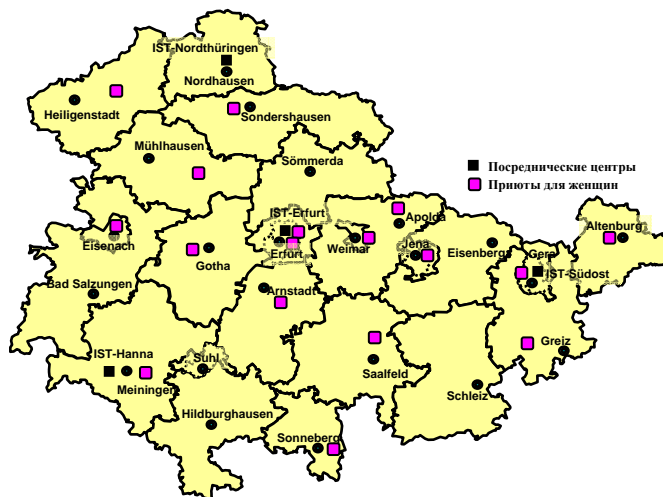 IST-Nordthüringen
Nordhausen
Heiligenstadt
Sondershausen
Mühlhausen
Sömmerda
Посреднические центры
Приюты для женщин
IST-Erfurt
Apolda
Altenburg
Eisenach
Erfurt
Weimar
Jena
Eisenberg
Gera
Gotha
IST-Südost
Bad Salzungen
Arnstadt
IST-Hanna
Suhl
Greiz
Saalfeld
Meiningen
Schleiz
Hildburghausen
Sonneberg